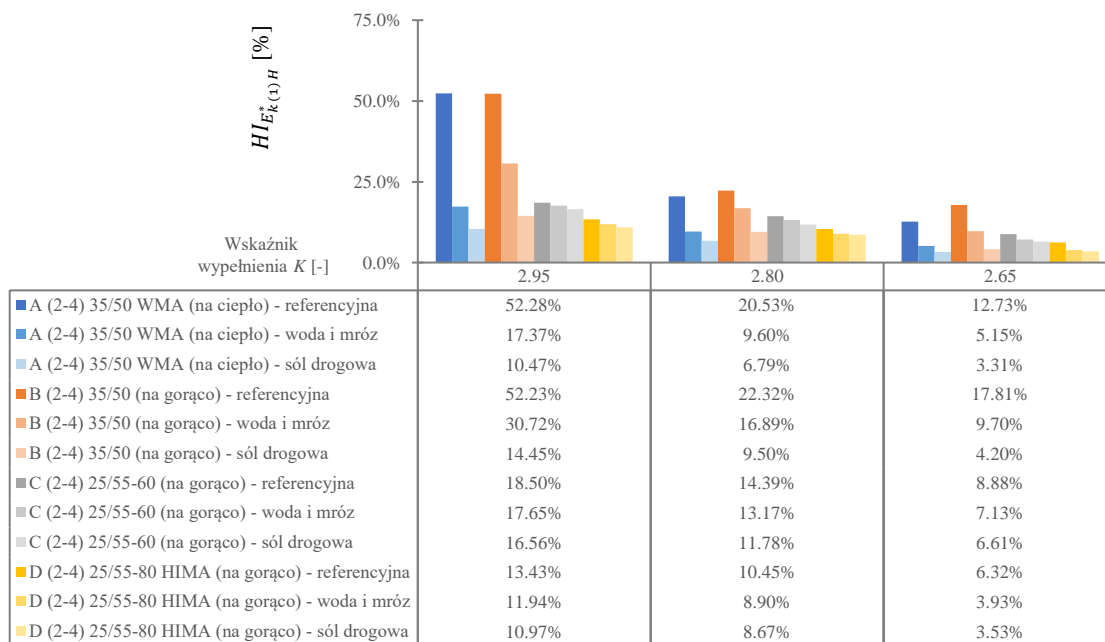 75.0%
HI_{E^*_{k(1)H}} [%]
50.0%
25.0%
Wskaźnik
wypełnienia K [-]
0.0%
2.95 2.80 2.65
A (2-4) 35/50 WMA (na ciepło) - referencyjna 52.28% 20.53% 12.73%
A (2-4) 35/50 WMA (na ciepło) - woda i mróz 17.37% 9.60% 5.15%
A (2-4) 35/50 WMA (na ciepło) - sól drogowa 10.47% 6.79% 3.31%
B (2-4) 35/50 (na gorąco) - referencyjna 52.23% 22.32% 17.81%
B (2-4) 35/50 (na gorąco) - woda i mróz 30.72% 16.89% 9.70%
B (2-4) 35/50 (na gorąco) - sól drogowa 14.45% 9.50% 4.20%
C (2-4) 25/55-60 (na gorąco) - referencyjna 18.50% 14.39% 8.88%
C (2-4) 25/55-60 (na gorąco) - woda i mróz 17.65% 13.17% 7.13%
C (2-4) 25/55-60 (na gorąco) - sól drogowa 16.56% 11.78% 6.61%
D (2-4) 25/55-80 HIMA (na gorąco) - referencyjna 13.43% 10.45% 6.32%
D (2-4) 25/55-80 HIMA (na gorąco) - woda i mróz 11.94% 8.90% 3.93%
D (2-4) 25/55-80 HIMA (na gorąco) - sól drogowa 10.97% 8.67% 3.53%